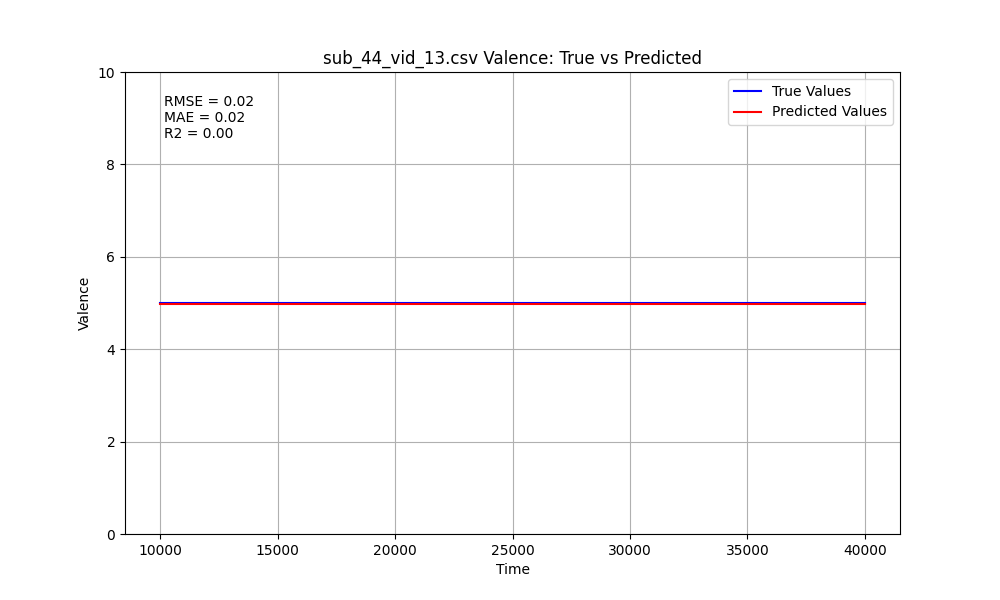 sub_44_vid_13.csv Valence: True vs Predicted
RMSE = 0.02
MAE = 0.02
R2 = 0.00
True Values
Predicted Values
Valence
10
8
6
4
2
0
10000 15000 20000 25000 30000 35000 40000
Time